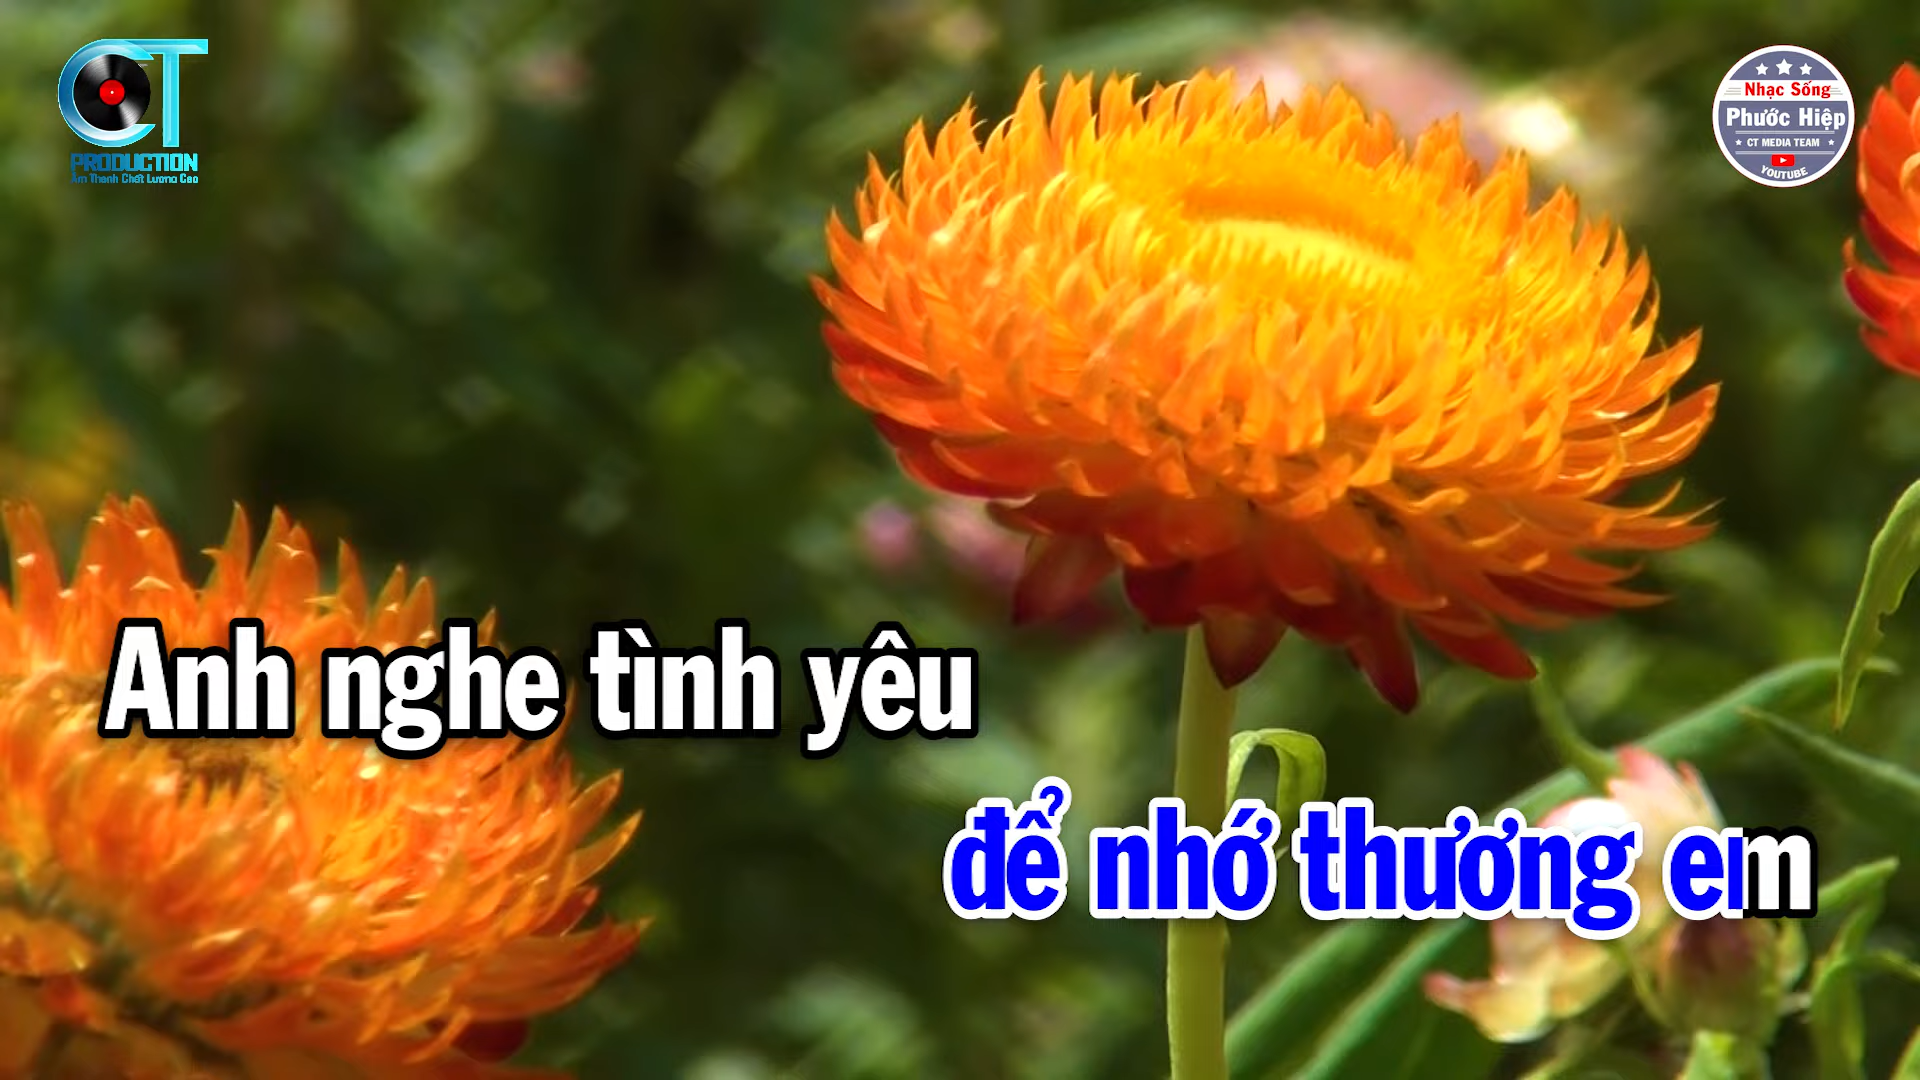 CT
PRODUCTION
Âm Thanh Chất Lượng Cao
Nhạc Sống
Phước Hiệp
CT MEDIA TEAM
YOUTUBE
Anh nghe tình yêu
để nhớ thương em